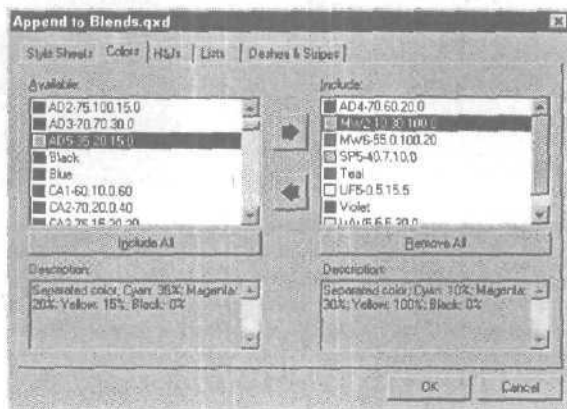 Append to Blends.qxd
Style Sheets Colors H&Js Lists Dashes & Stripes
Available:
AD2-75.100.15.0
AD3-70.70.30.0
AD5-35.20.15.0
Black
Blue
CA1-60.10.0.60
CA2-70.20.0.40
CA3-75.15.20.20
Include All
Description:
Separated color; Cyan: 35%; Magenta:
20%; Yellow: 15%; Black: 0%
Include:
AD4-70.60.20.0
MW2-10.30.100.0
MW6-55.0.100.20
SP5-40.7.10.0
Teal
UF5-0.5.15.5
Violet
Remove All
Description:
Separated color; Cyan: 10%; Magenta:
30%; Yellow: 100%; Black: 0%
OK Cancel